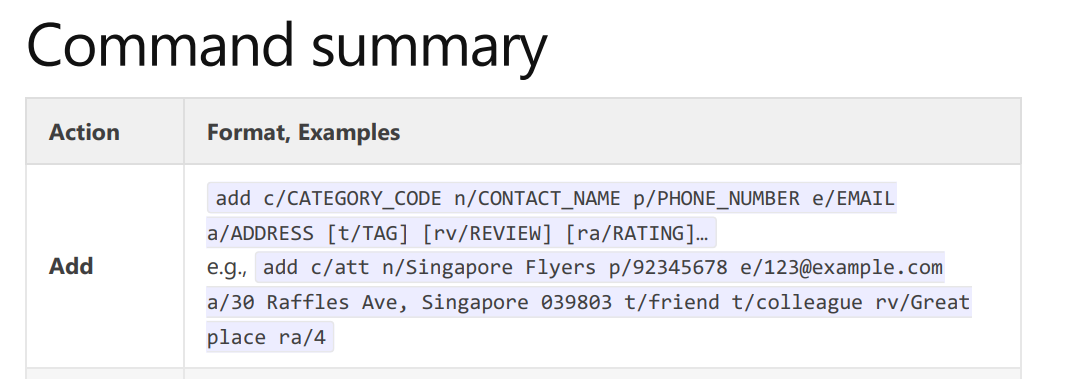 Command summary
Action
Format, Examples
add c/CATEGORY_CODE n/CONTACT_NAME p/PHONE_NUMBER e/EMAIL
a/ADDRESS [t/TAG] [rv/REVIEW] [ra/RATING]…
Add
e.g., add c/att n/Singapore Flyers p/92345678 e/123@example.com
a/30 Raffles Ave, Singapore 039803 t/friend t/colleague rv/Great
place ra/4